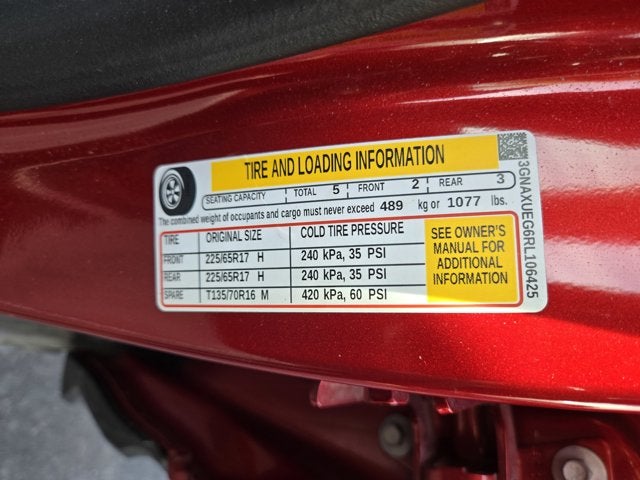 TIRE AND LOADING INFORMATION
SEATING CAPACITY TOTAL 5 FRONT 2 REAR 3
The combined weight of occupants and cargo must never exceed 489 kg or 1077 lbs.
TIRE ORIGINAL SIZE COLD TIRE PRESSURE
FRONT 225/65R17 H 240 kPa, 35 PSI
REAR 225/65R17 H 240 kPa, 35 PSI
SPARE T135/70R16 M 420 kPa, 60 PSI
SEE OWNER'S
MANUAL FOR
ADDITIONAL
INFORMATION
3GNAXUEG6RL106425